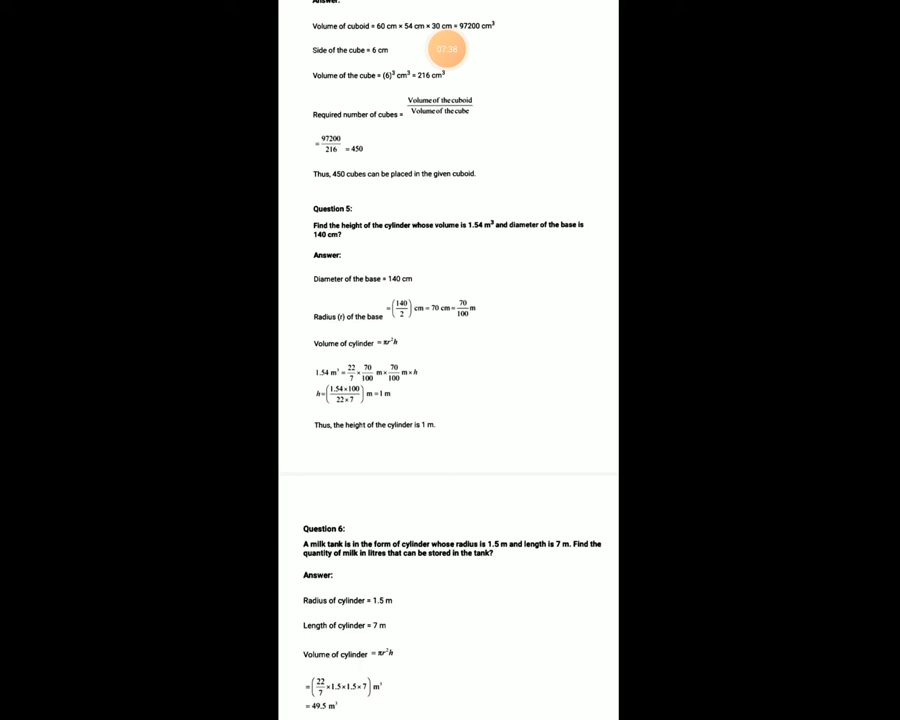 Answer:
Volume of cuboid = 60 cm × 54 cm × 30 cm = 97200 cm³
Side of the cube = 6 cm
07:38
Volume of the cube = (6)³ cm³ = 216 cm³
Required number of cubes = Volume of the cuboid / Volume of the cube
= 97200 / 216 = 450
Thus, 450 cubes can be placed in the given cuboid.
Question 5:
Find the height of the cylinder whose volume is 1.54 m³ and diameter of the base is
140 cm?
Answer:
Diameter of the base = 140 cm
Radius (r) of the base = (140/2) cm = 70 cm = 70/100 m
Volume of cylinder = πr²h
1.54 m³ = 22/7 × 70/100 m × 70/100 m × h
h = (1.54×100 / 22×7) m = 1 m
Thus, the height of the cylinder is 1 m.
Question 6:
A milk tank is in the form of cylinder whose radius is 1.5 m and length is 7 m. Find the
quantity of milk in litres that can be stored in the tank?
Answer:
Radius of cylinder = 1.5 m
Length of cylinder = 7 m
Volume of cylinder = πr²h
= (22/7 × 1.5 × 1.5 × 7) m³
= 49.5 m³